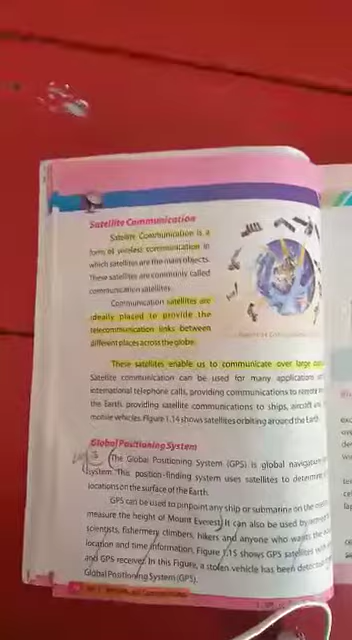 Satellite Communication
Satellite Communication is a
form of wireless communication in
which satellites are the main objects.
These satellites are commonly called
communication satellites.
Communication satellites are
ideally placed to provide the
telecommunication links between
different places across the globe.
These satellites enable us to communicate over large
Satellite communication can be used for many applications
international telephone calls, providing communications to
the Earth, providing satellite communications to ships, aircraft
mobile vehicles. Figure 1.14 shows satellites orbiting around the Earth.
Global Positioning System
The Global Positioning System (GPS) is global navigation
system. This position-finding system uses satellites to determine
locations on the surface of the Earth.
GPS can be used to pinpoint any ship or submarine on the
measure the height of Mount Everest. It can also be used by
scientists, fishermen, climbers, hikers and anyone who wants
location and time information. Figure 1.15 shows GPS satellites
and GPS receiver. In this Figure, a stolen vehicle has been detected
Global Positioning System (GPS).